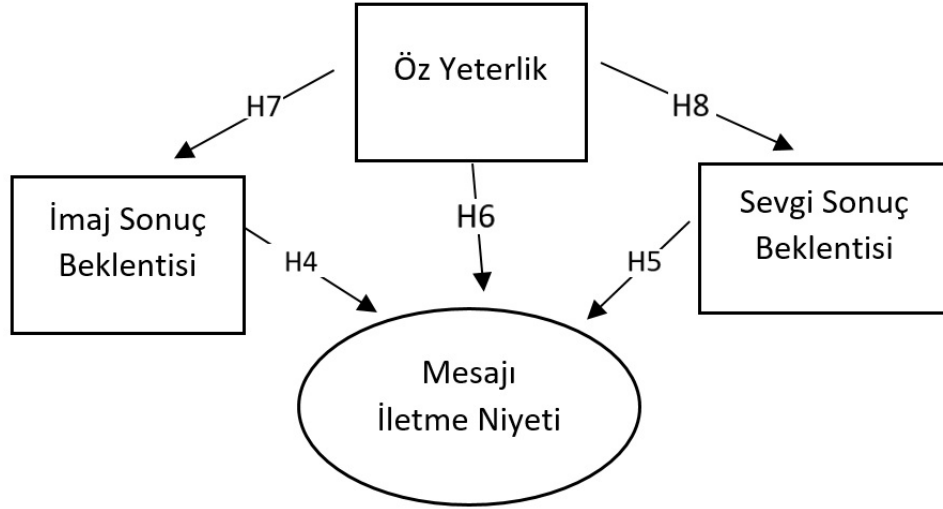 Öz Yeterlik
H7
H8
İmaj Sonuç
Beklentisi
H6
Sevgi Sonuç
Beklentisi
H4
H5
Mesajı
İletme Niyeti